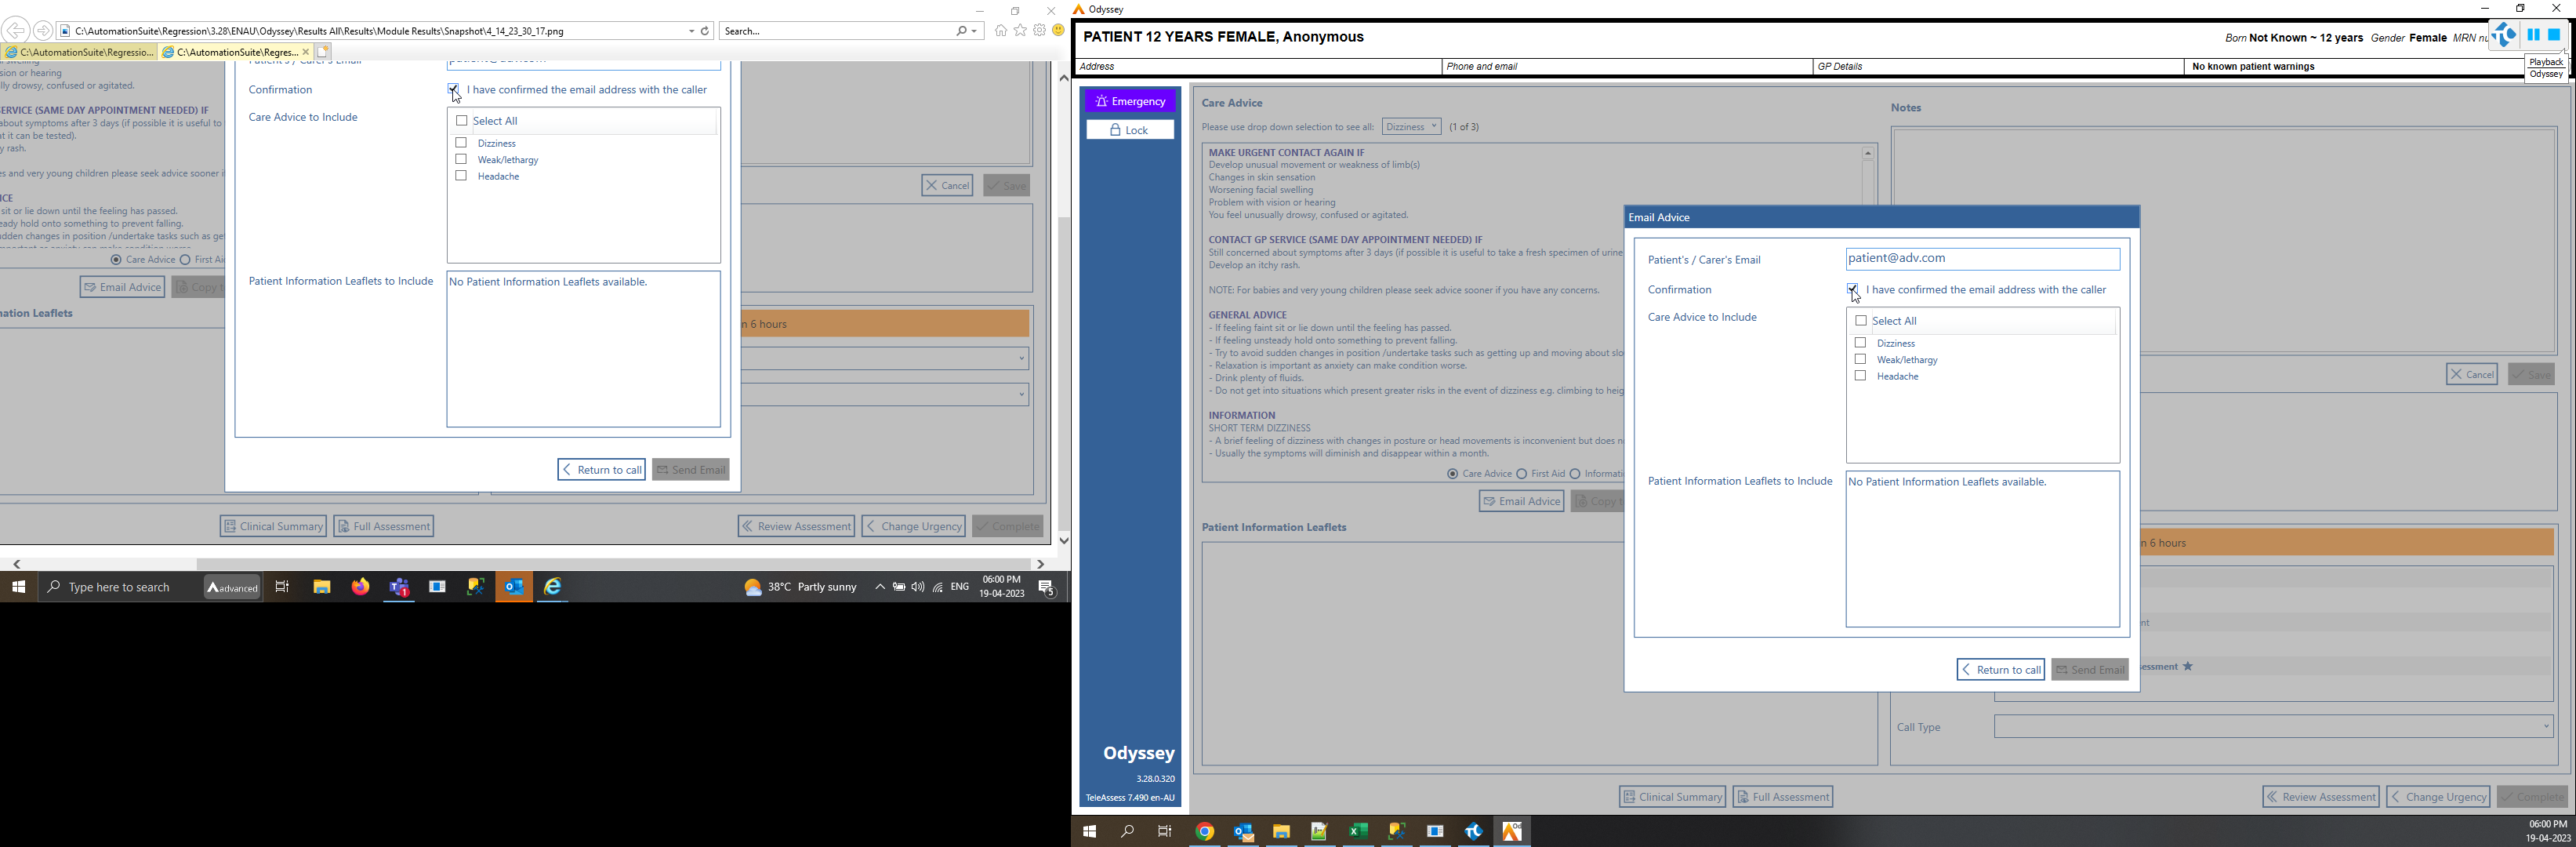 C:\AutomationSuite\Regression\3.28\ENAU\Odyssey\Results All\Results\Module Results\Snapshot\4_14_23_30_17.png
Search...
C:\AutomationSuite\Regressio...
C:\AutomationSuite\Regres...
Patient's / Carer's Email
sion or hearing
lly drowsy, confused or agitated.
ERVICE (SAME DAY APPOINTMENT NEEDED) IF
about symptoms after 3 days (if possible it is useful to
at it can be tested).
y rash.
es and very young children please seek advice sooner i
ICE
sit or lie down until the feeling has passed.
eady hold onto something to prevent falling.
dden changes in position /undertake tasks such as get
Care Advice
First Ai
Email Advice
Copy t
nation Leaflets
Confirmation
I have confirmed the email address with the caller
Care Advice to Include
Select All
Dizziness
Weak/lethargy
Headache
Patient Information Leaflets to Include
No Patient Information Leaflets available.
Return to call
Send Email
Cancel
Save
n 6 hours
Clinical Summary
Full Assessment
Review Assessment
Change Urgency
Complete
Type here to search
advanced
38°C Partly sunny
ENG
06:00 PM
19-04-2023
5
1
Odyssey
PATIENT 12 YEARS FEMALE, Anonymous
Born Not Known ~ 12 years Gender Female MRN nu
Playback
Odyssey
Address
Phone and email
GP Details
No known patient warnings
Emergency
Lock
Care Advice
Please use drop down selection to see all:
Dizziness
(1 of 3)
MAKE URGENT CONTACT AGAIN IF
Develop unusual movement or weakness of limb(s)
Changes in skin sensation
Worsening facial swelling
Problem with vision or hearing
You feel unusually drowsy, confused or agitated.
CONTACT GP SERVICE (SAME DAY APPOINTMENT NEEDED) IF
Still concerned about symptoms after 3 days (if possible it is useful to take a fresh specimen of urine
Develop an itchy rash.
NOTE: For babies and very young children please seek advice sooner if you have any concerns.
GENERAL ADVICE
- If feeling faint sit or lie down until the feeling has passed.
- If feeling unsteady hold onto something to prevent falling.
- Try to avoid sudden changes in position /undertake tasks such as getting up and moving about slo
- Relaxation is important as anxiety can make condition worse.
- Drink plenty of fluids.
- Do not get into situations which present greater risks in the event of dizziness e.g. climbing to heig
INFORMATION
SHORT TERM DIZZINESS
- A brief feeling of dizziness with changes in posture or head movements is inconvenient but does n
- Usually the symptoms will diminish and disappear within a month.
Care Advice
First Aid
Informati
Email Advice
Copy t
Patient Information Leaflets
Notes
Cancel
Save
n 6 hours
nt
essment
Call Type
Email Advice
Patient's / Carer's Email
patient@adv.com
Confirmation
I have confirmed the email address with the caller
Care Advice to Include
Select All
Dizziness
Weak/lethargy
Headache
Patient Information Leaflets to Include
No Patient Information Leaflets available.
Return to call
Send Email
Odyssey
3.28.0.320
TeleAssess 7.490 en-AU
Clinical Summary
Full Assessment
Review Assessment
Change Urgency
Complete
06:00 PM
19-04-2023